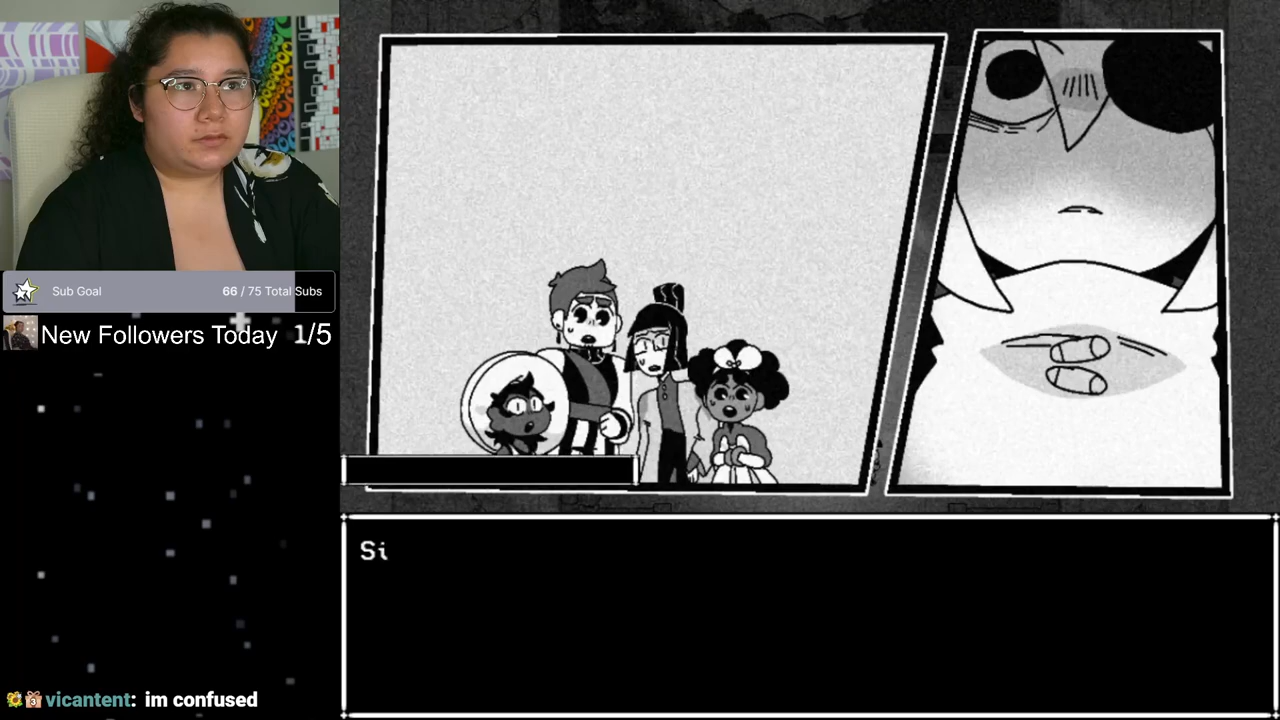 Sub Goal 66 / 75 Total Subs
New Followers Today 1/5
Si
vicantent: im confused